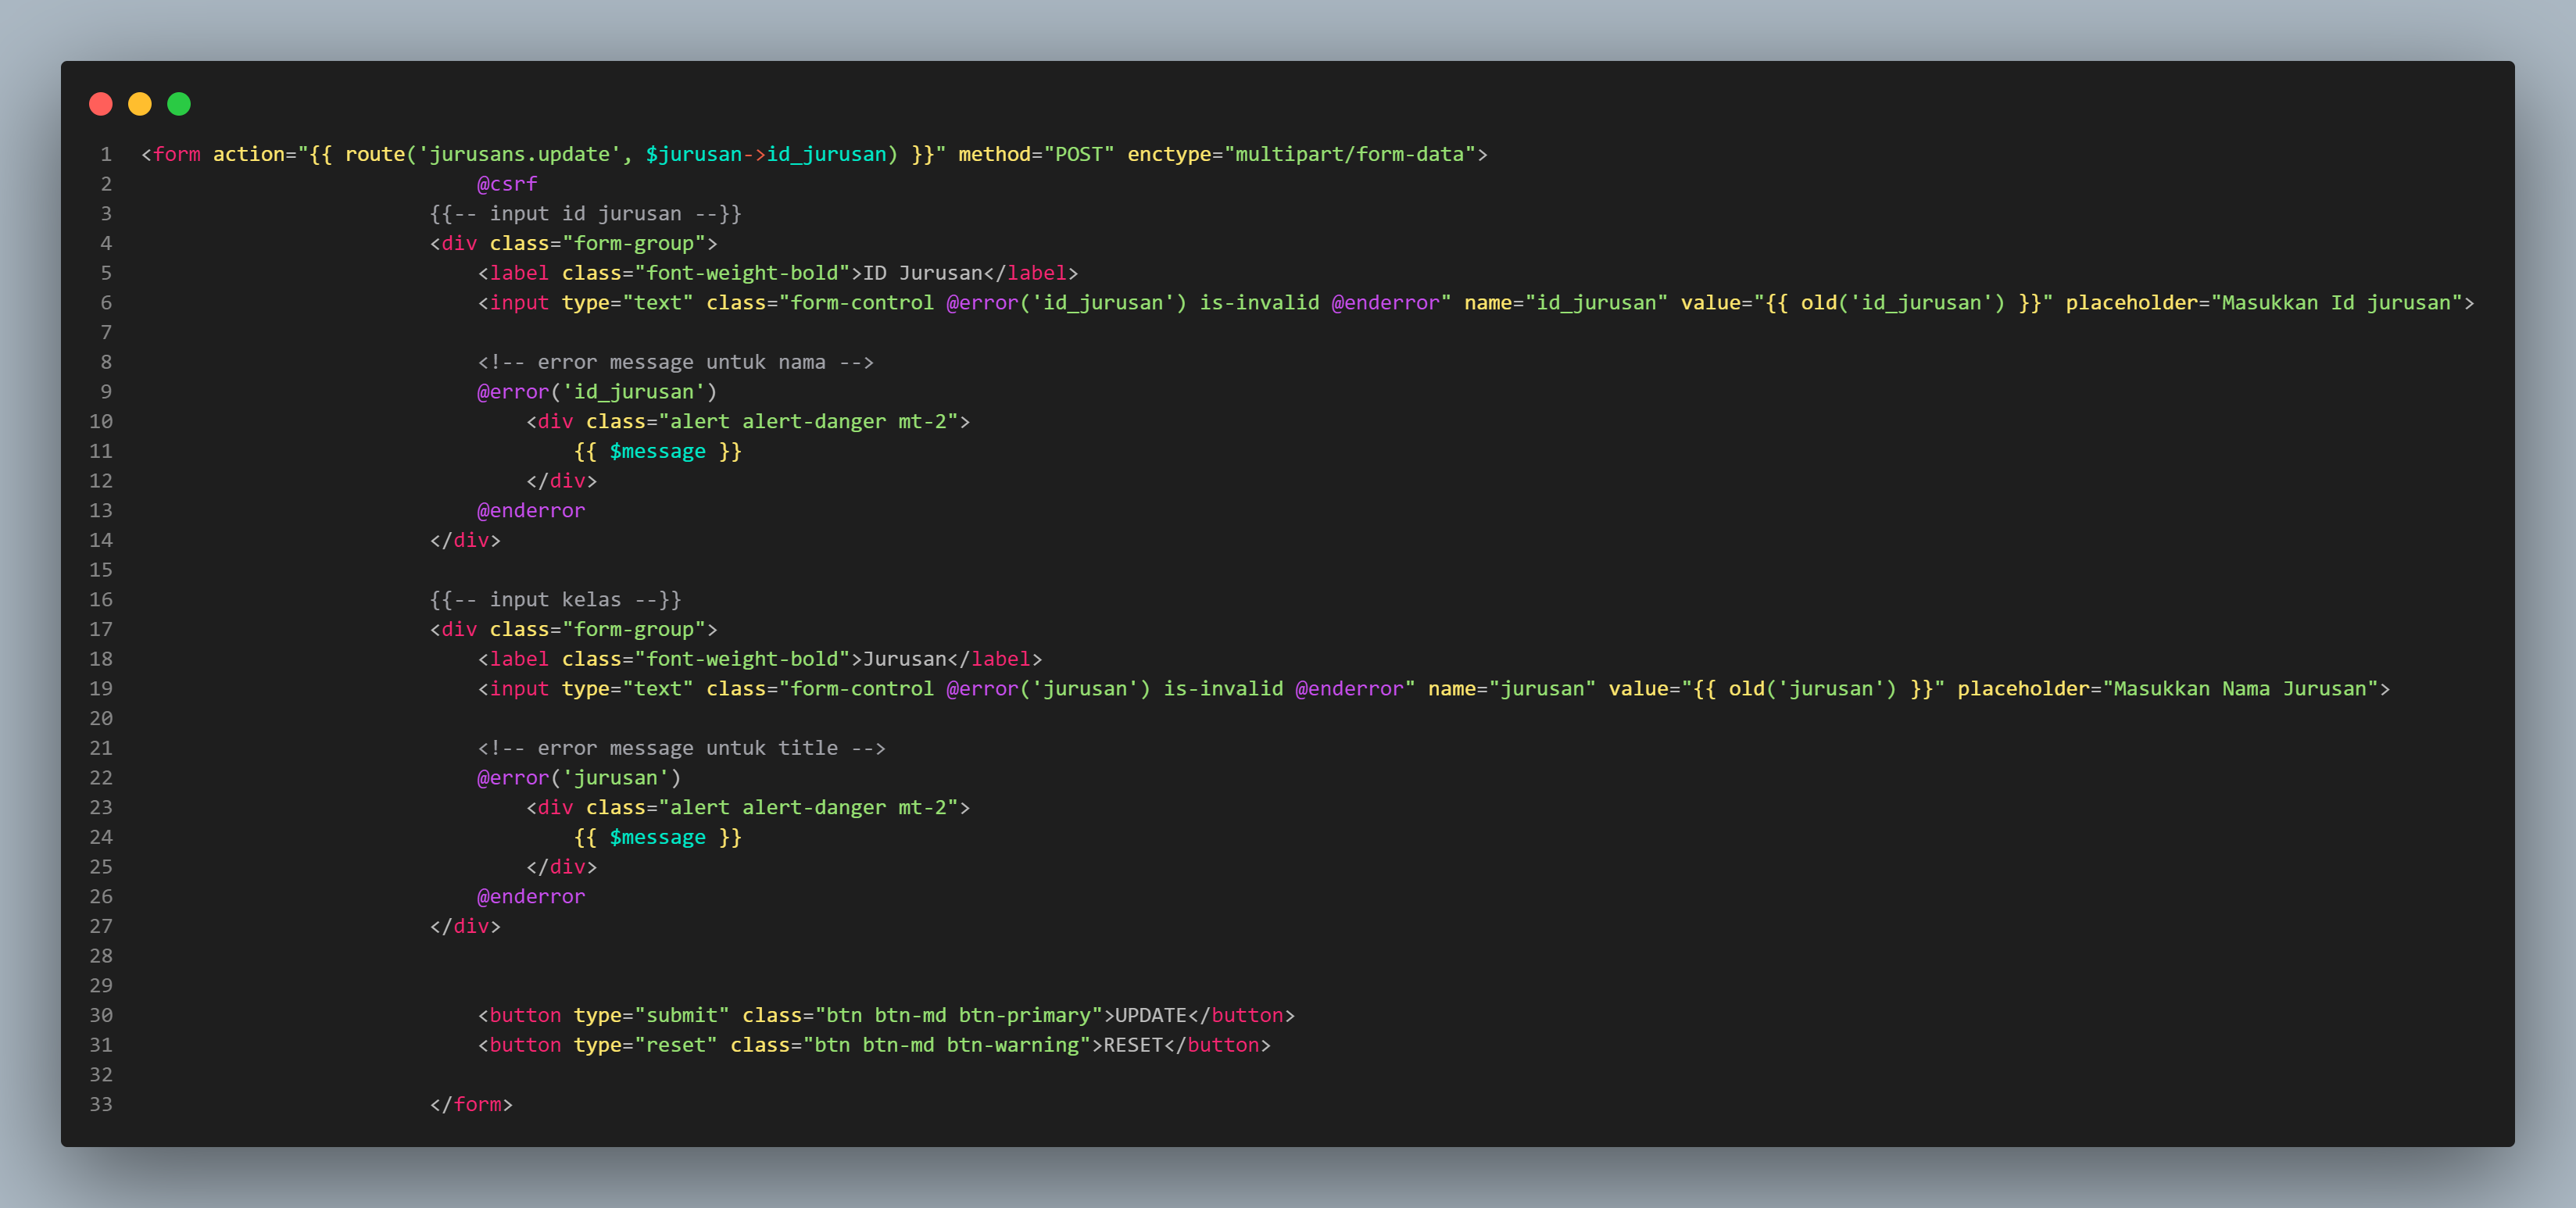 1 <form action="{{ route('jurusans.update', $jurusan->id_jurusan) }}" method="POST" enctype="multipart/form-data">
2 @csrf
3 {{-- input id jurusan --}}
4 <div class="form-group">
5 <label class="font-weight-bold">ID Jurusan</label>
6 <input type="text" class="form-control @error('id_jurusan') is-invalid @enderror" name="id_jurusan" value="{{ old('id_jurusan') }}" placeholder="Masukkan Id jurusan">
7
8 <!-- error message untuk nama -->
9 @error('id_jurusan')
10 <div class="alert alert-danger mt-2">
11 {{ $message }}
12 </div>
13 @enderror
14 </div>
15
16 {{-- input kelas --}}
17 <div class="form-group">
18 <label class="font-weight-bold">Jurusan</label>
19 <input type="text" class="form-control @error('jurusan') is-invalid @enderror" name="jurusan" value="{{ old('jurusan') }}" placeholder="Masukkan Nama Jurusan">
20
21 <!-- error message untuk title -->
22 @error('jurusan')
23 <div class="alert alert-danger mt-2">
24 {{ $message }}
25 </div>
26 @enderror
27 </div>
28
29
30 <button type="submit" class="btn btn-md btn-primary">UPDATE</button>
31 <button type="reset" class="btn btn-md btn-warning">RESET</button>
32
33 </form>